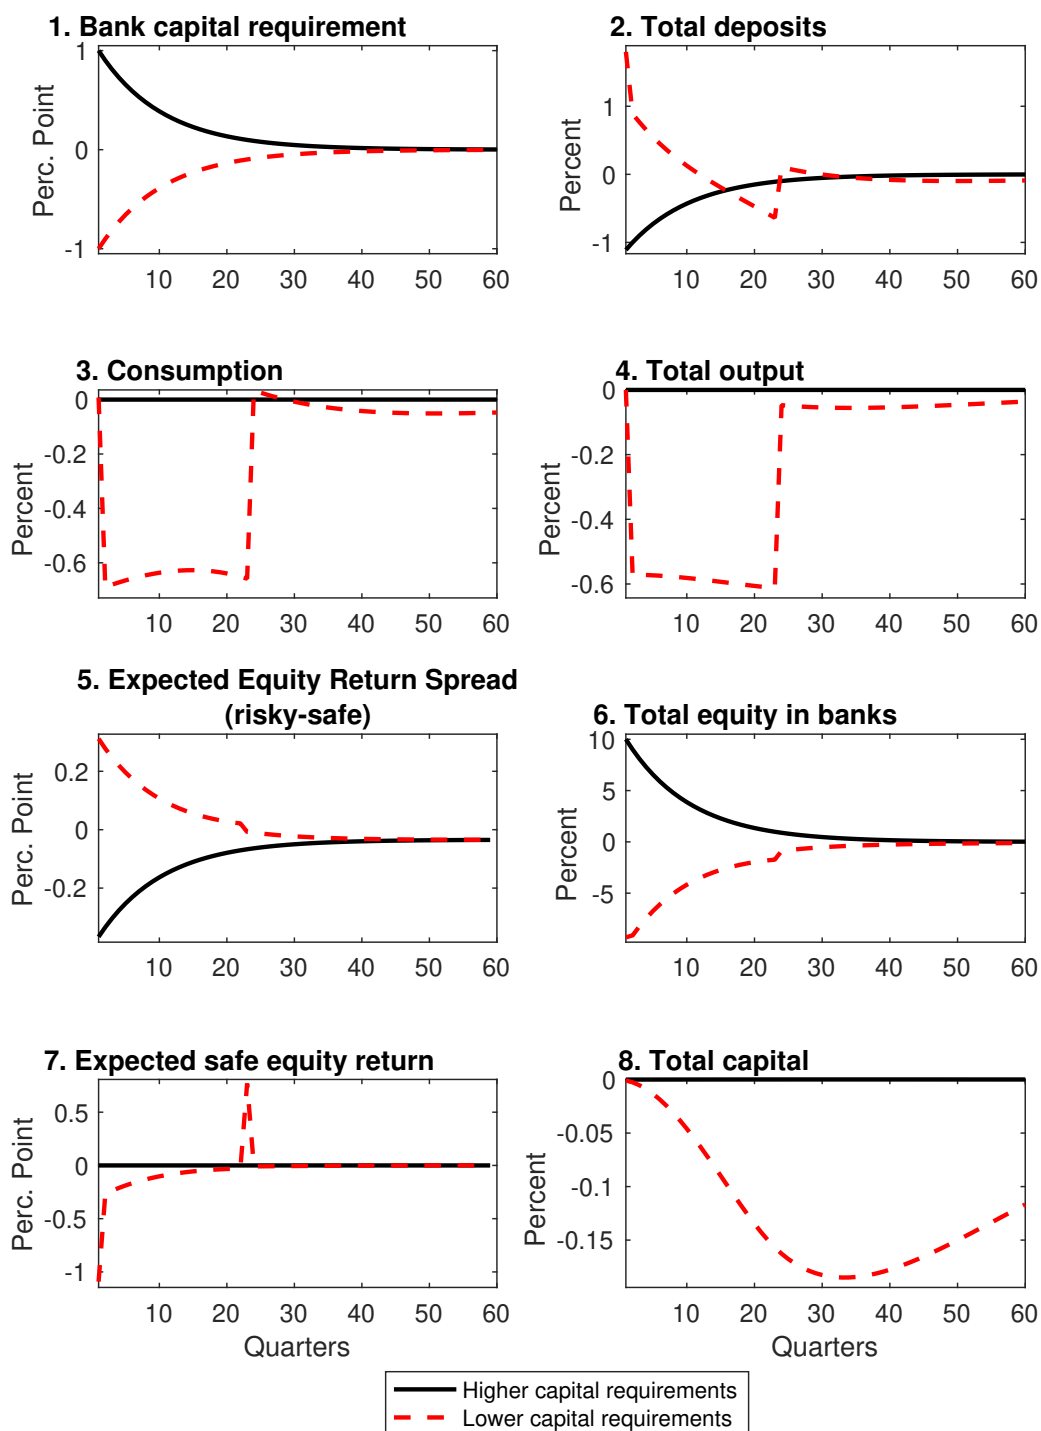 1. Bank capital requirement
Perc. Point
1
0
-1
10 20 30 40 50 60
2. Total deposits
Percent
1
0
-1
10 20 30 40 50 60
3. Consumption
Percent
0
-0.2
-0.4
-0.6
10 20 30 40 50 60
4. Total output
Percent
0
-0.2
-0.4
-0.6
10 20 30 40 50 60
5. Expected Equity Return Spread
(risky-safe)
Perc. Point
0.2
0
-0.2
10 20 30 40 50 60
6. Total equity in banks
Percent
10
5
0
-5
10 20 30 40 50 60
7. Expected safe equity return
Perc. Point
0.5
0
-0.5
-1
10 20 30 40 50 60
Quarters
8. Total capital
Percent
0
-0.05
-0.1
-0.15
10 20 30 40 50 60
Quarters
Higher capital requirements
Lower capital requirements